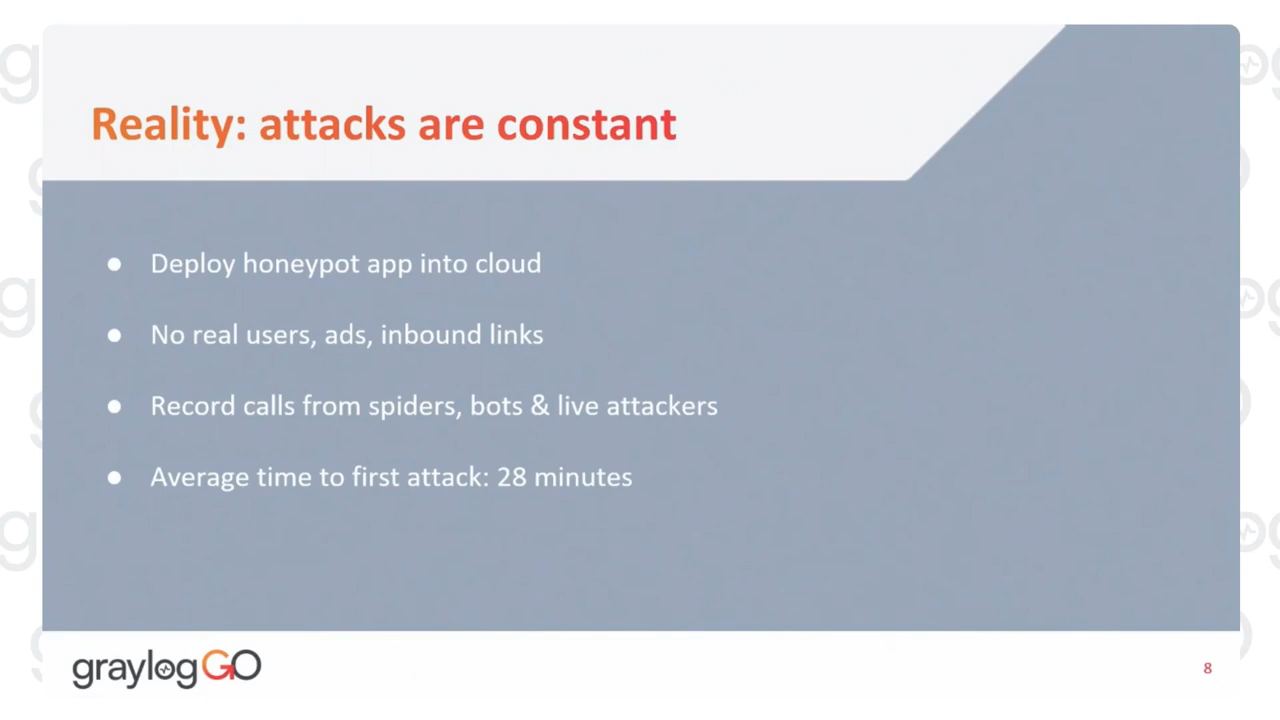 Reality: attacks are constant
● Deploy honeypot app into cloud
● No real users, ads, inbound links
● Record calls from spiders, bots & live attackers
● Average time to first attack: 28 minutes
graylogGO
8